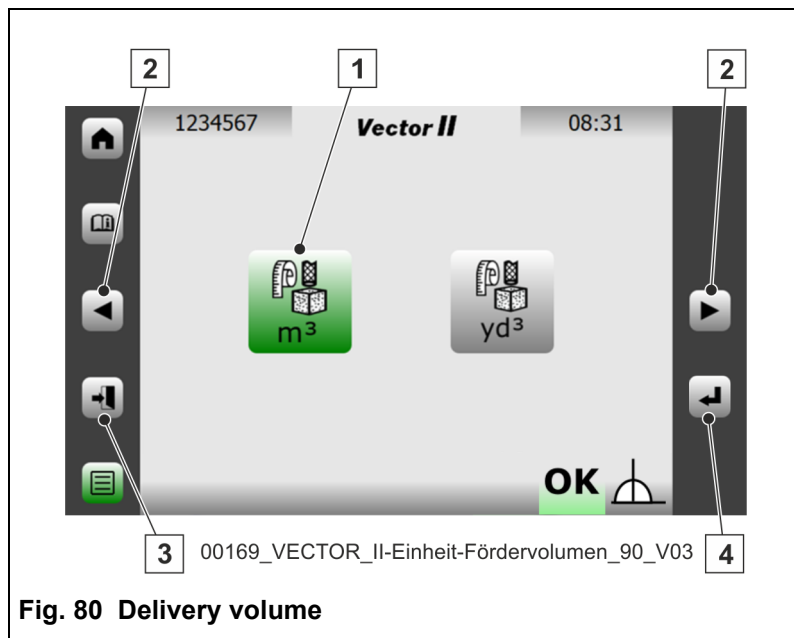 2 1 2
1234567 Vector II 08:31
m³ yd³
OK
3 00169_VECTOR_II-Einheit-Fördervolumen_90_V03 4
Fig. 80 Delivery volume